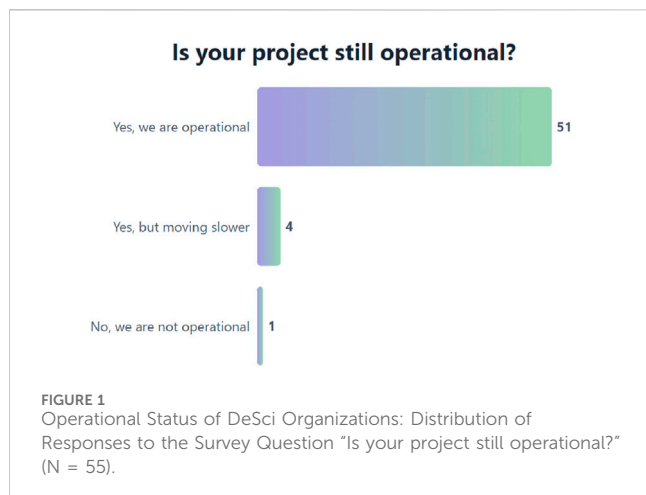 Is your project still operational?
Yes, we are operational
51
Yes, but moving slower
4
No, we are not operational
1
FIGURE 1
Operational Status of DeSci Organizations: Distribution of
Responses to the Survey Question “Is your project still operational?”
(N = 55).